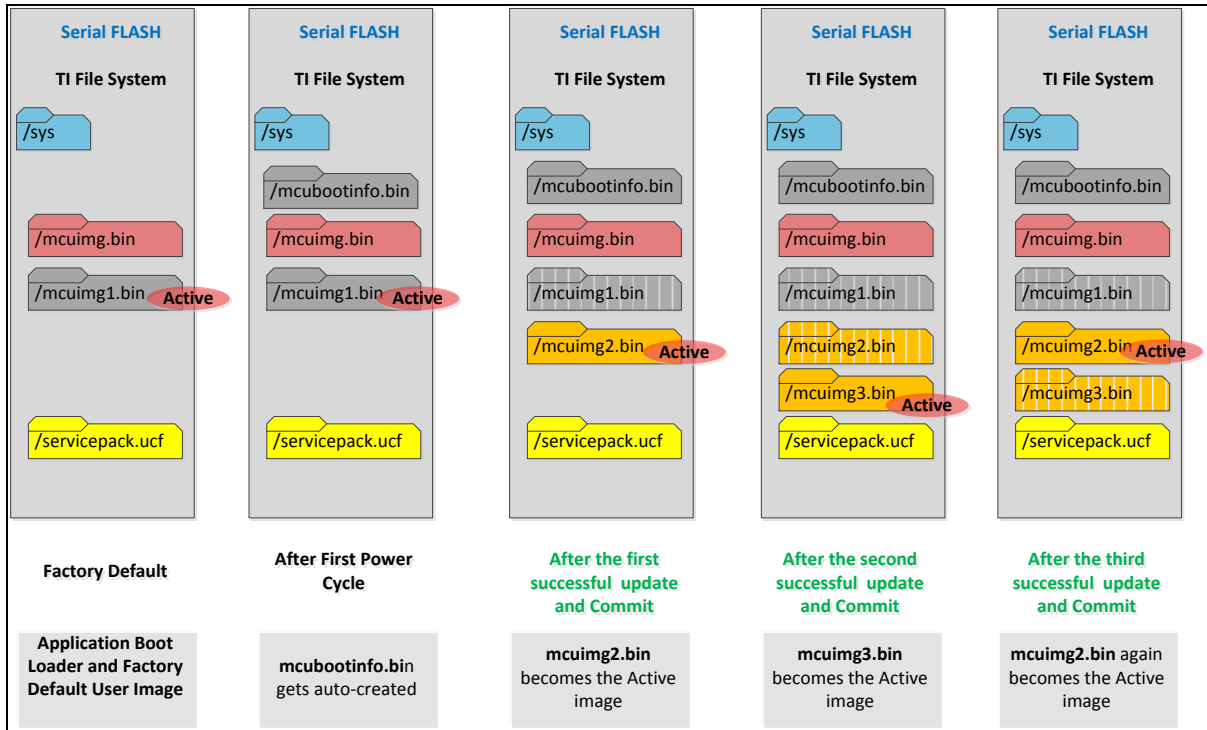 Serial FLASH
TI File System
/sys
/mcuimg.bin
/mcuimg1.bin
Active
/servicepack.ucf
Factory Default
Application Boot
Loader and Factory
Default User Image
Serial FLASH
TI File System
/sys
/mcubootinfo.bin
/mcuimg.bin
/mcuimg1.bin
Active
/servicepack.ucf
After First Power
Cycle
mcubootinfo.bin
gets auto-created
Serial FLASH
TI File System
/sys
/mcubootinfo.bin
/mcuimg.bin
/mcuimg1.bin
/mcuimg2.bin
Active
/servicepack.ucf
After the first
successful update
and Commit
mcuimg2.bin
becomes the Active
image
Serial FLASH
TI File System
/sys
/mcubootinfo.bin
/mcuimg.bin
/mcuimg1.bin
/mcuimg2.bin
/mcuimg3.bin
Active
/servicepack.ucf
After the second
successful update
and Commit
mcuimg3.bin
becomes the Active
image
Serial FLASH
TI File System
/sys
/mcubootinfo.bin
/mcuimg.bin
/mcuimg1.bin
/mcuimg2.bin
Active
/mcuimg3.bin
/servicepack.ucf
After the third
successful update
and Commit
mcuimg2.bin again
becomes the Active
image